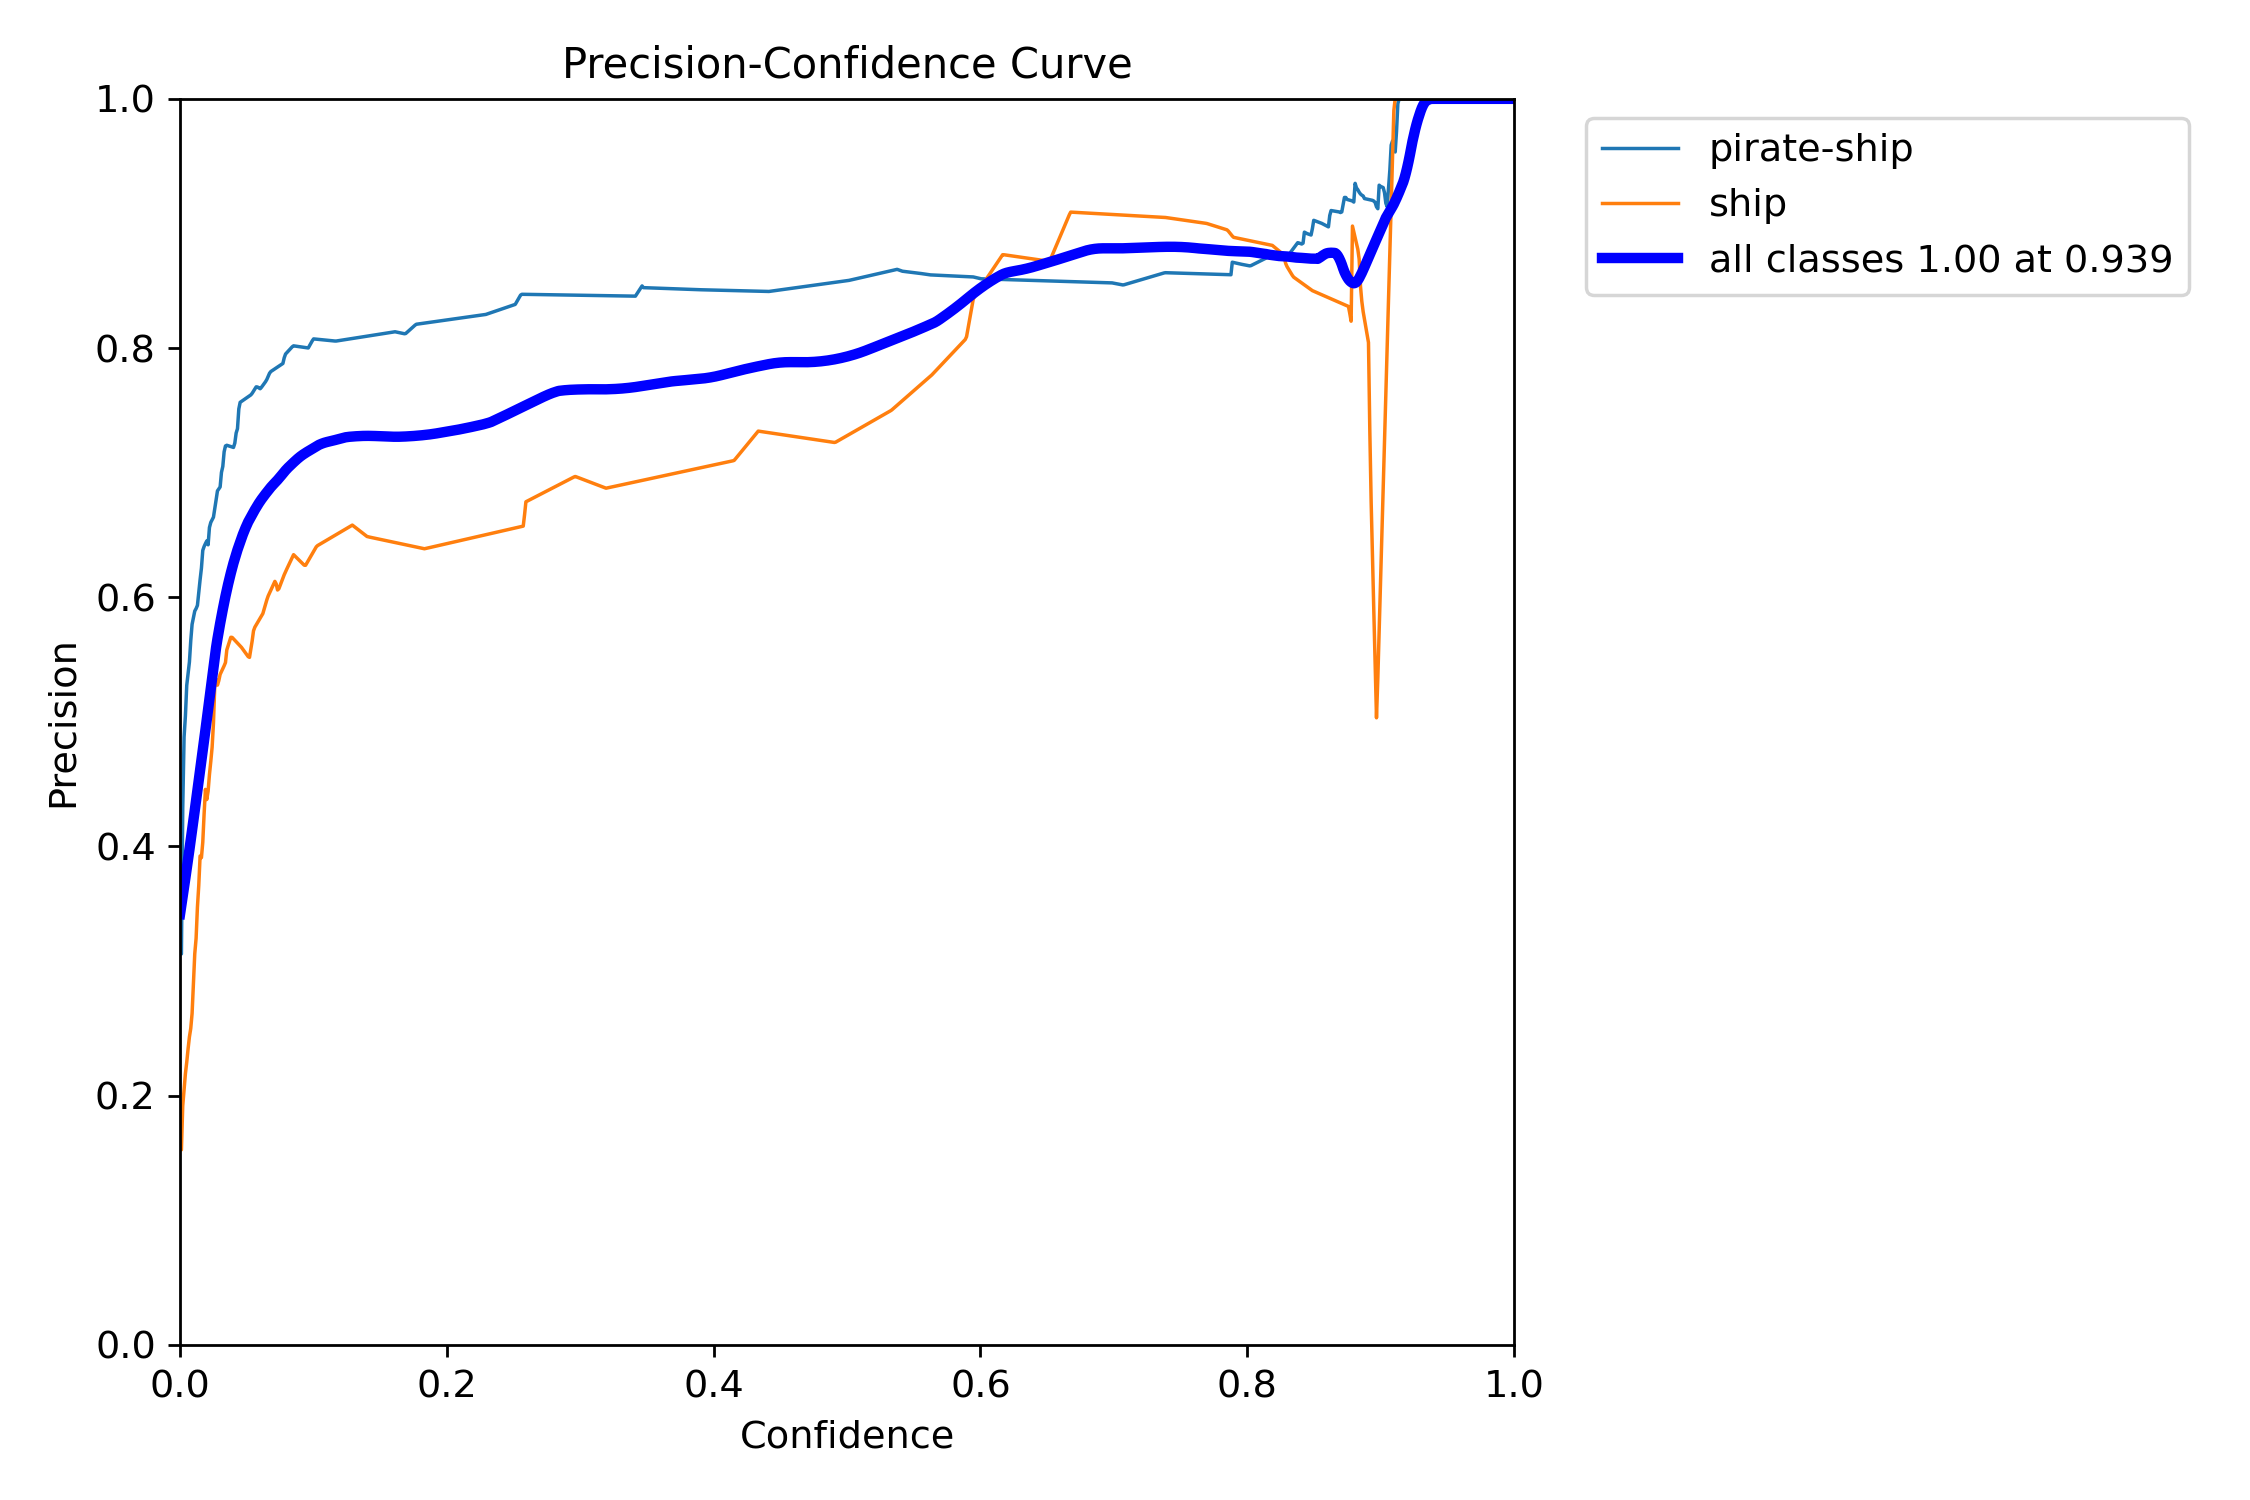 Precision-Confidence Curve
pirate-ship
ship
all classes 1.00 at 0.939
1.0
0.8
0.6
0.4
0.2
0.0
Precision
0.0 0.2 0.4 0.6 0.8 1.0
Confidence